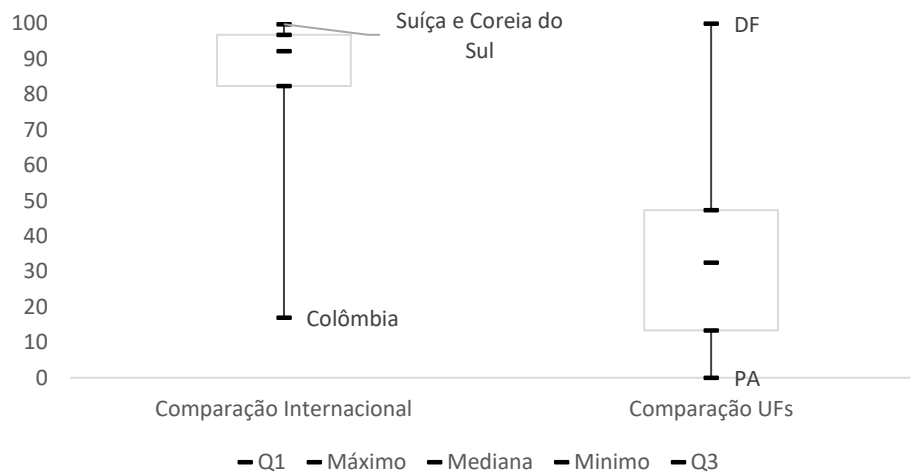 100
90
80
70
60
50
40
30
20
10
0
Suíça e Coreia do
Sul
Colômbia
DF
PA
Comparação Internacional
Comparação UFs
Q1 Máximo Mediana Minimo Q3